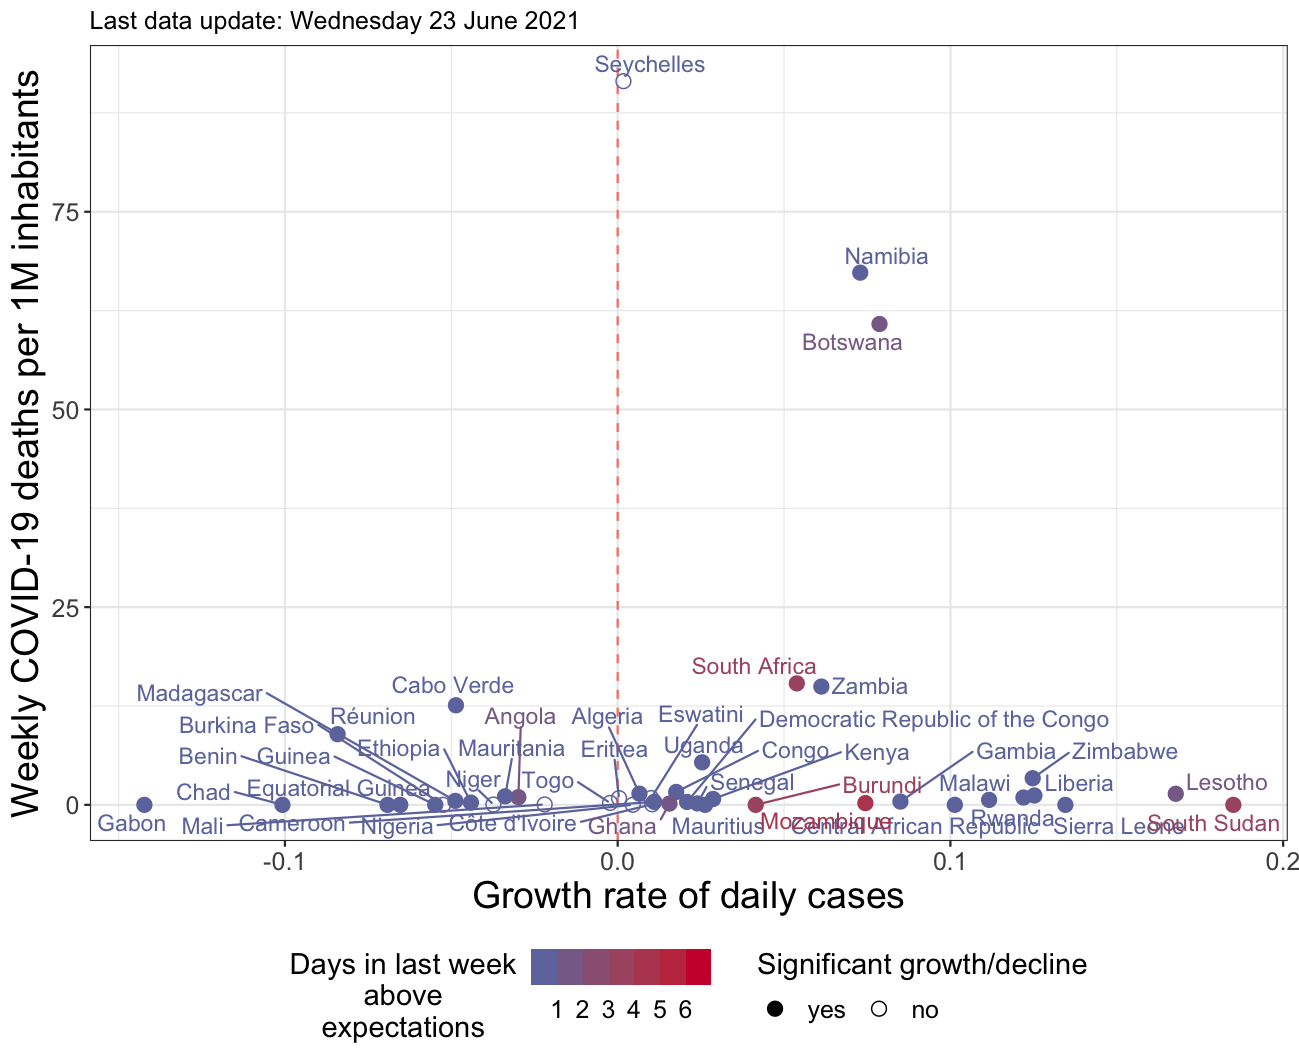 Last data update: Wednesday 23 June 2021
Weekly COVID-19 deaths per 1M inhabitants
75
50
25
0
Seychelles
Namibia
Botswana
South Africa
Zambia
Madagascar
Cabo Verde
Burkina Faso
Réunion
Angola
Algeria
Eswatini
Democratic Republic of the Congo
Benin
Guinea
Ethiopia
Mauritania
Eritrea
Uganda
Congo
Kenya
Gambia
Zimbabwe
Chad
Equatorial Guinea
Niger
Togo
Senegal
Burundi
Malawi
Liberia
Lesotho
Gabon
Mali
Cameroon
Nigeria
Côte d'Ivoire
Ghana
Mauritius
Mozambique
Central African Republic
Rwanda
Sierra Leone
South Sudan
-0.1
0.0
0.1
0.2
Growth rate of daily cases
Days in last week
above
expectations
1 2 3 4 5 6
Significant growth/decline
yes
no